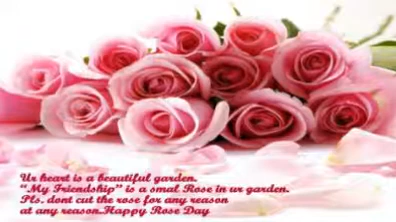 Ur heart is a beautiful garden.
"My Friendship" is a smal Rose in ur garden.
Pls. dont cut the rose for any reason
at any reason.Happy Rose Day